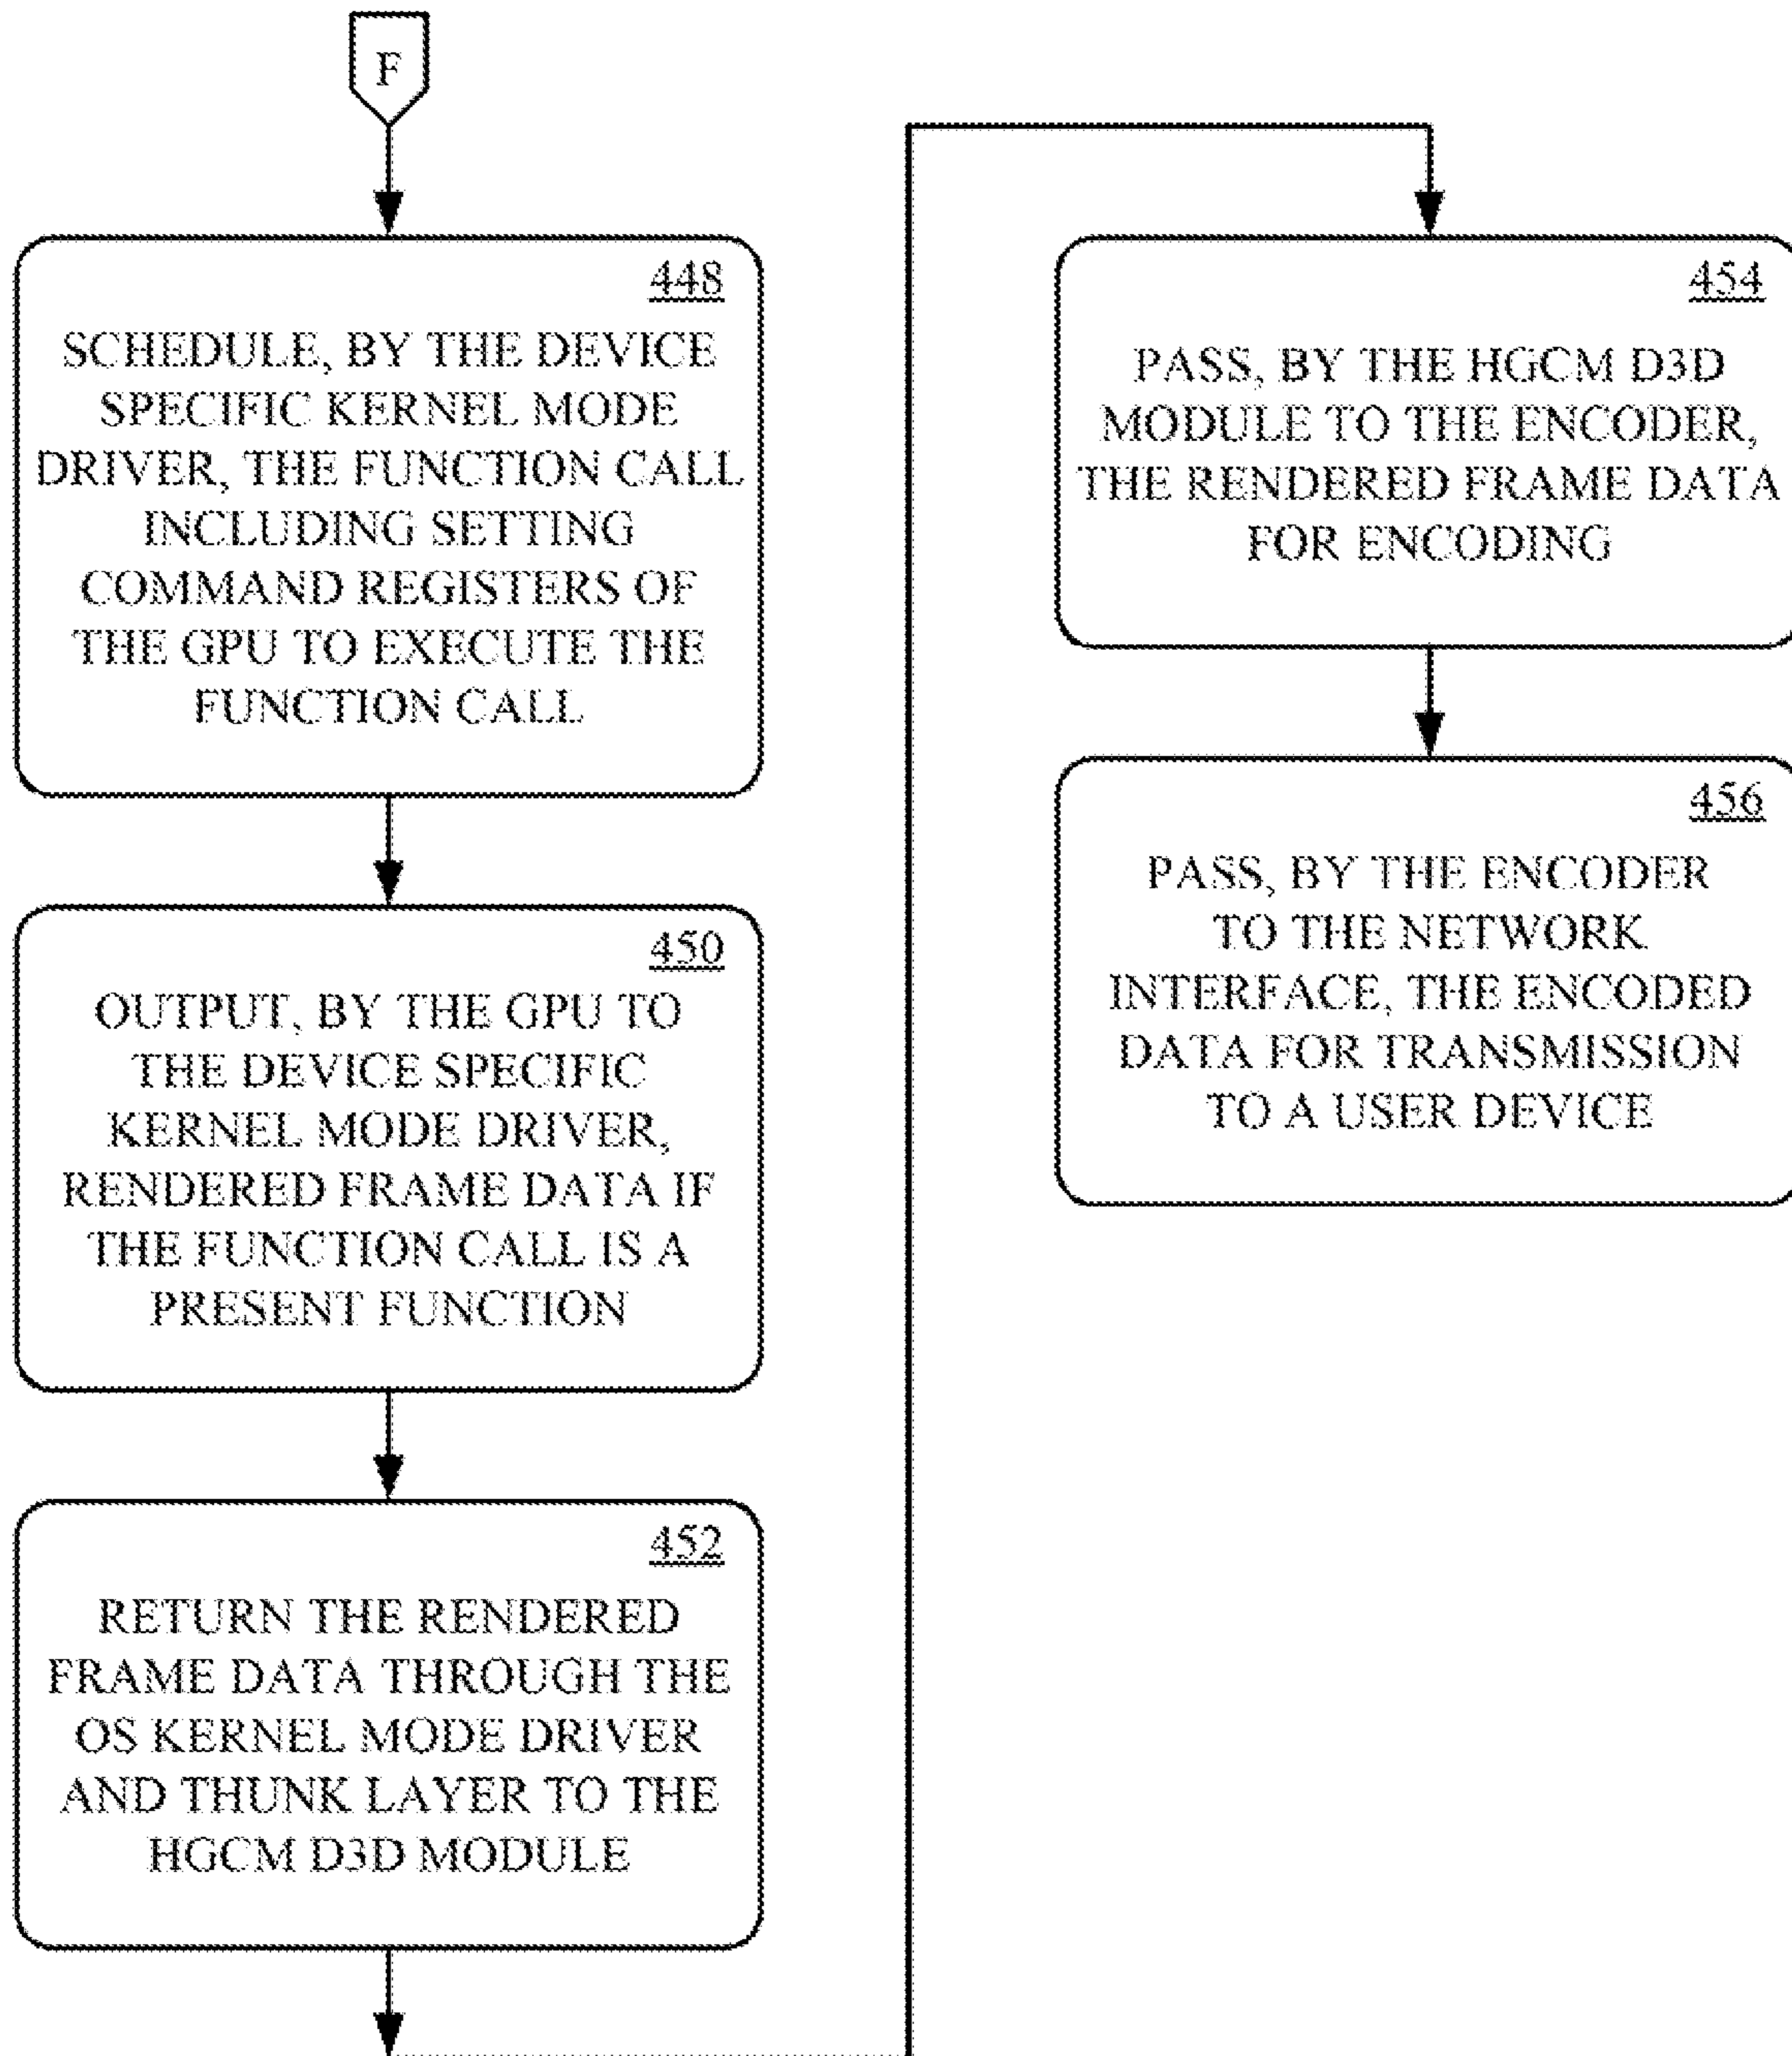 F
448
SCHEDULE, BY THE DEVICE
SPECIFIC KERNEL MODE
DRIVER, THE FUNCTION CALL
INCLUDING SETTING
COMMAND REGISTERS OF
THE GPU TO EXECUTE THE
FUNCTION CALL
450
OUTPUT, BY THE GPU TO
THE DEVICE SPECIFIC
KERNEL MODE DRIVER,
RENDERED FRAME DATA IF
THE FUNCTION CALL IS A
PRESENT FUNCTION
452
RETURN THE RENDERED
FRAME DATA THROUGH THE
OS KERNEL MODE DRIVER
AND THUNK LAYER TO THE
HGCM D3D MODULE
454
PASS, BY THE HGCM D3D
MODULE TO THE ENCODER,
THE RENDERED FRAME DATA
FOR ENCODING
456
PASS, BY THE ENCODER
TO THE NETWORK
INTERFACE, THE ENCODED
DATA FOR TRANSMISSION
TO A USER DEVICE